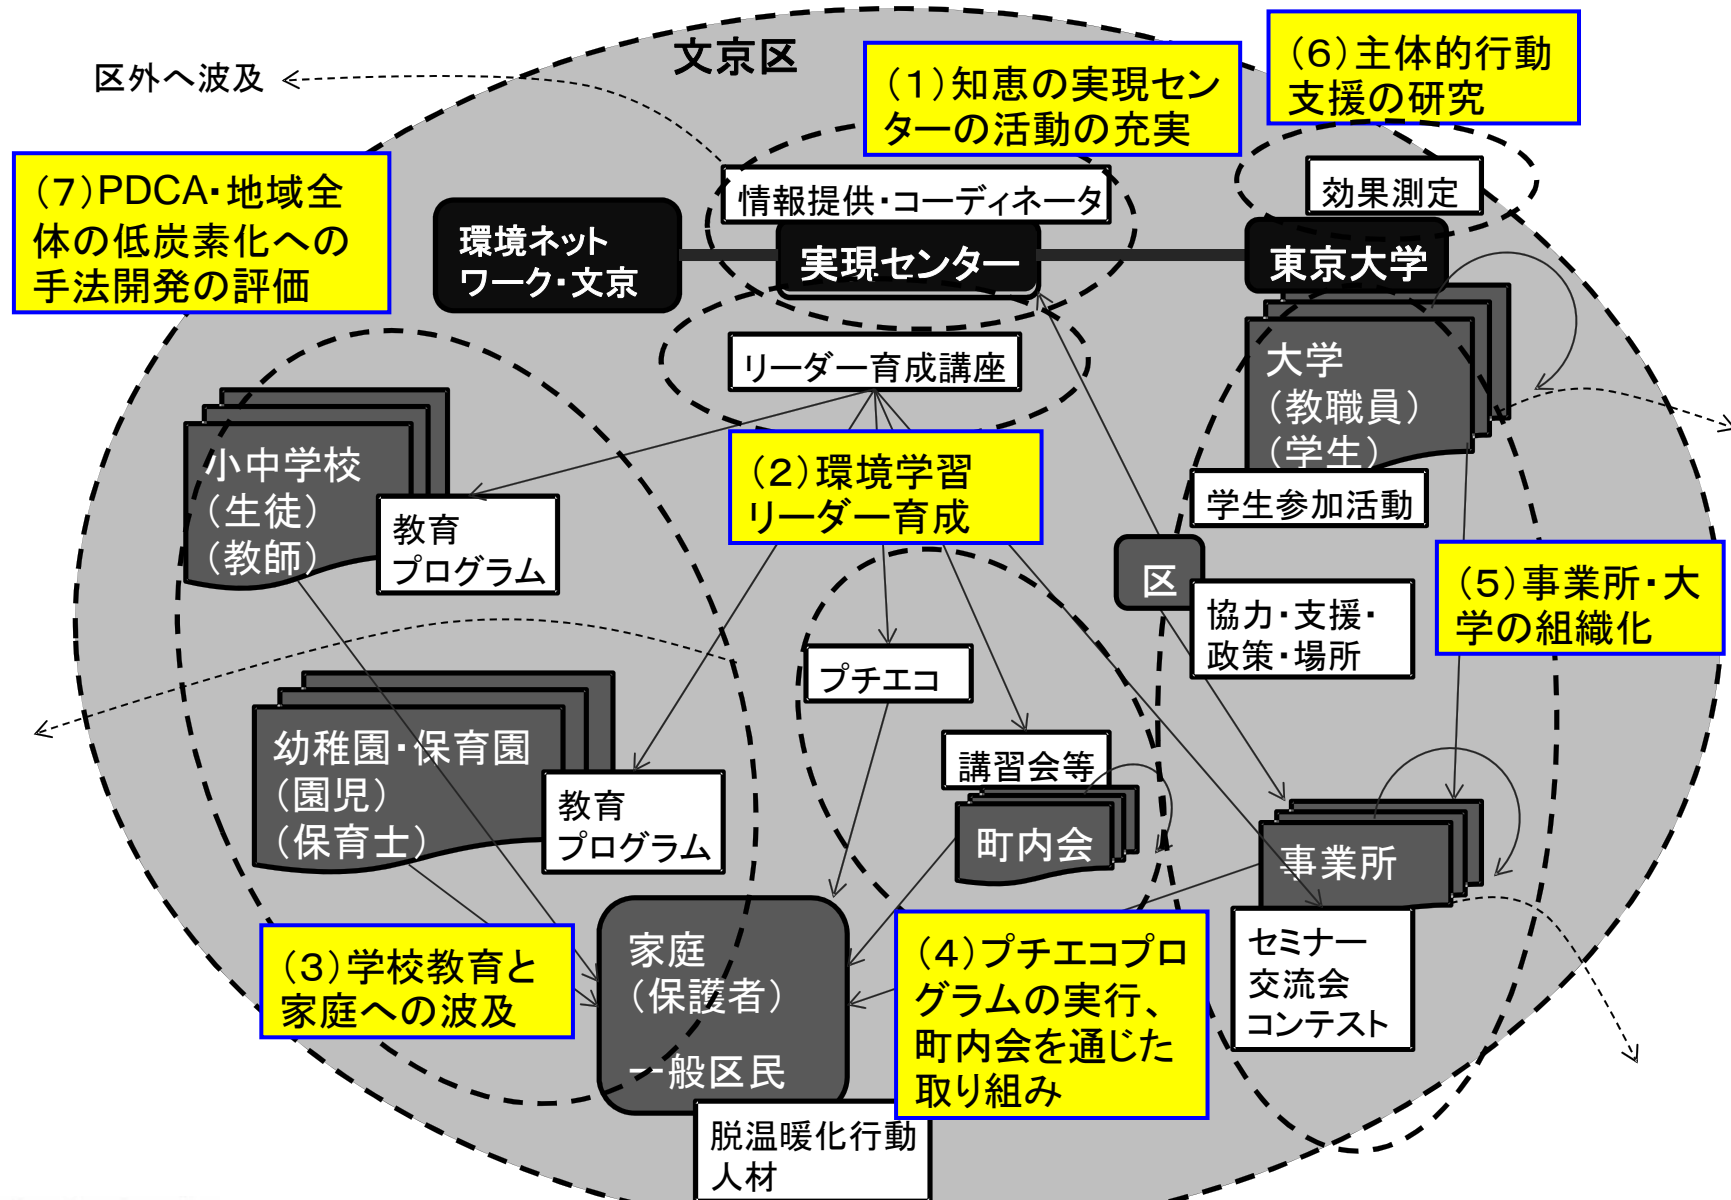 文京区
区外へ波及
（1）知恵の実現セン
ターの活動の充実
（6）主体的行動
支援の研究
（7）PDCA・地域全
体の低炭素化への
手法開発の評価
情報提供・コーディネータ
効果測定
環境ネット
ワーク・文京
実現センター
東京大学
リーダー育成講座
大学
（教職員）
（学生）
学生参加活動
小中学校
（生徒）
（教師）
教育
プログラム
（2）環境学習
リーダー育成
区
協力・支援・
政策・場所
（5）事業所・大
学の組織化
プチエコ
幼稚園・保育園
（園児）
（保育士）
教育
プログラム
講習会等
町内会
事業所
セミナー
交流会
コンテスト
（3）学校教育と
家庭への波及
家庭
（保護者）
一般区民
（4）プチエコプロ
グラムの実行、
町内会を通じた
取り組み
脱温暖化行動
人材